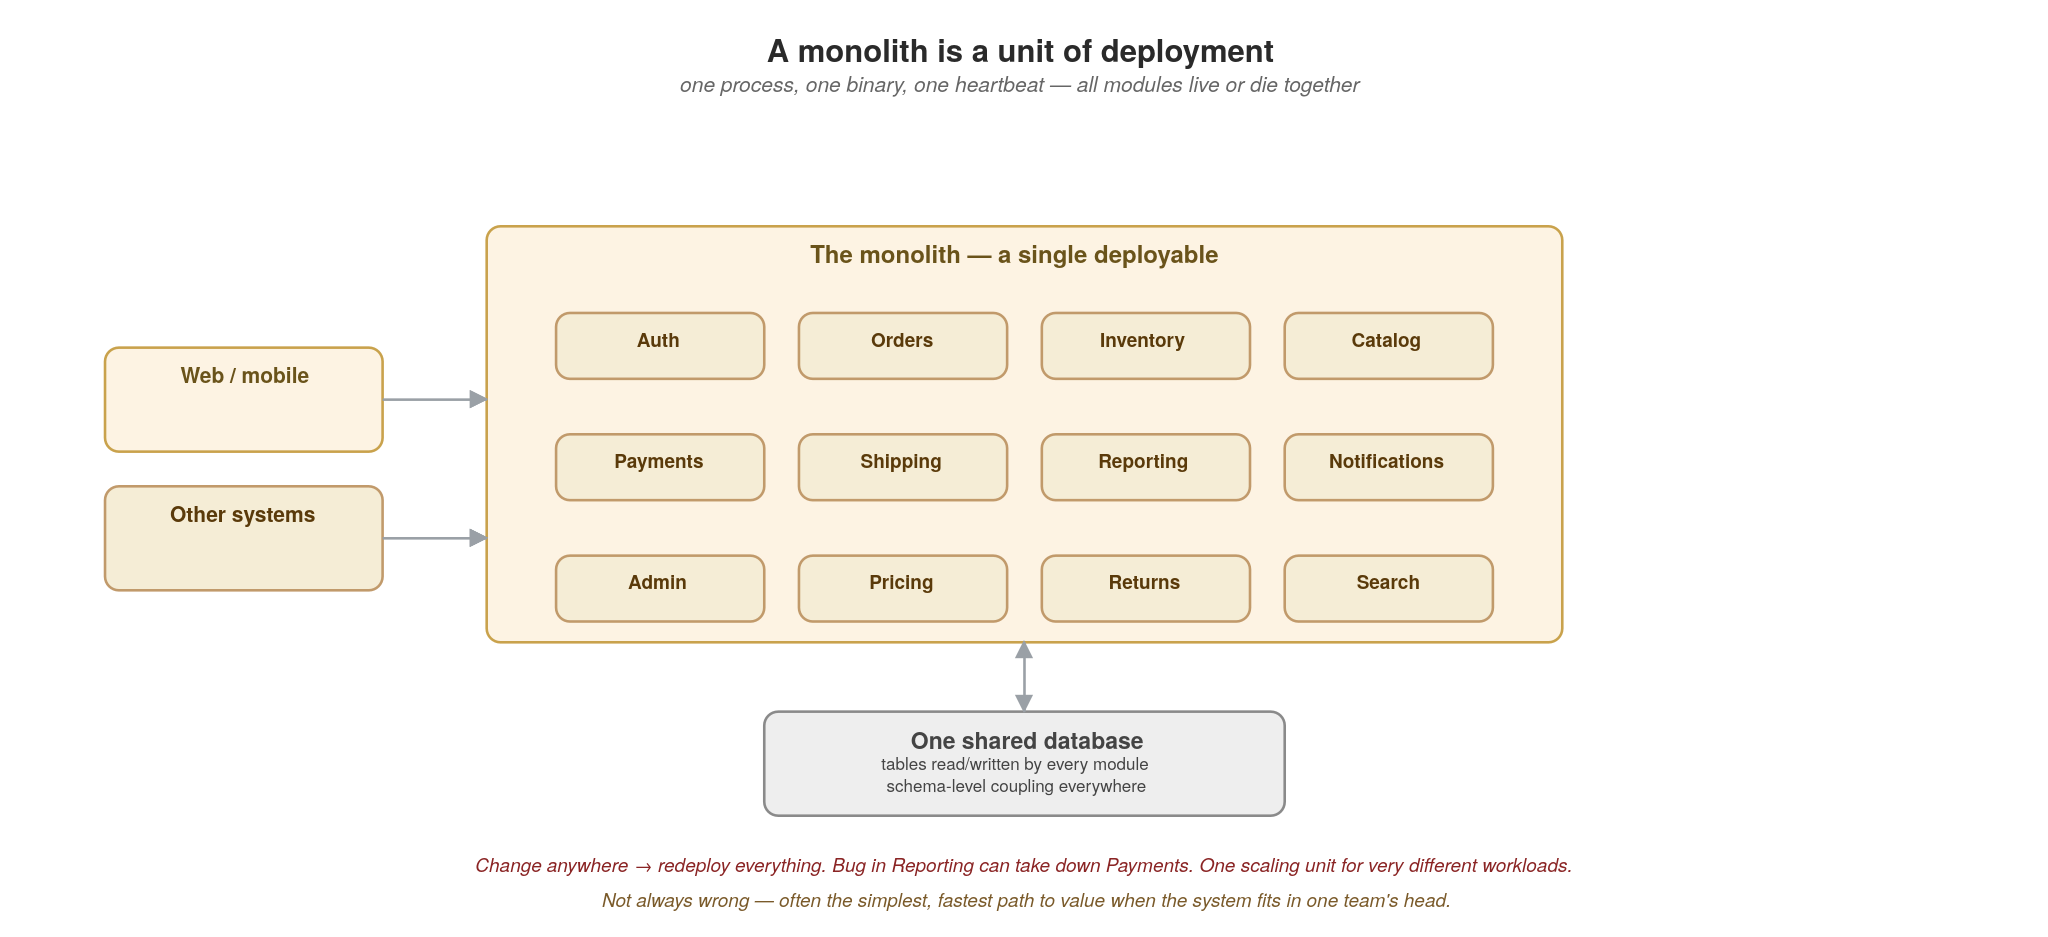 A monolith is a unit of deployment
one process, one binary, one heartbeat — all modules live or die together
The monolith — a single deployable
Auth
Orders
Inventory
Catalog
Web / mobile
Payments
Shipping
Reporting
Notifications
Other systems
Admin
Pricing
Returns
Search
One shared database
tables read/written by every module
schema-level coupling everywhere
Change anywhere → redeploy everything. Bug in Reporting can take down Payments. One scaling unit for very different workloads.
Not always wrong — often the simplest, fastest path to value when the system fits in one team's head.